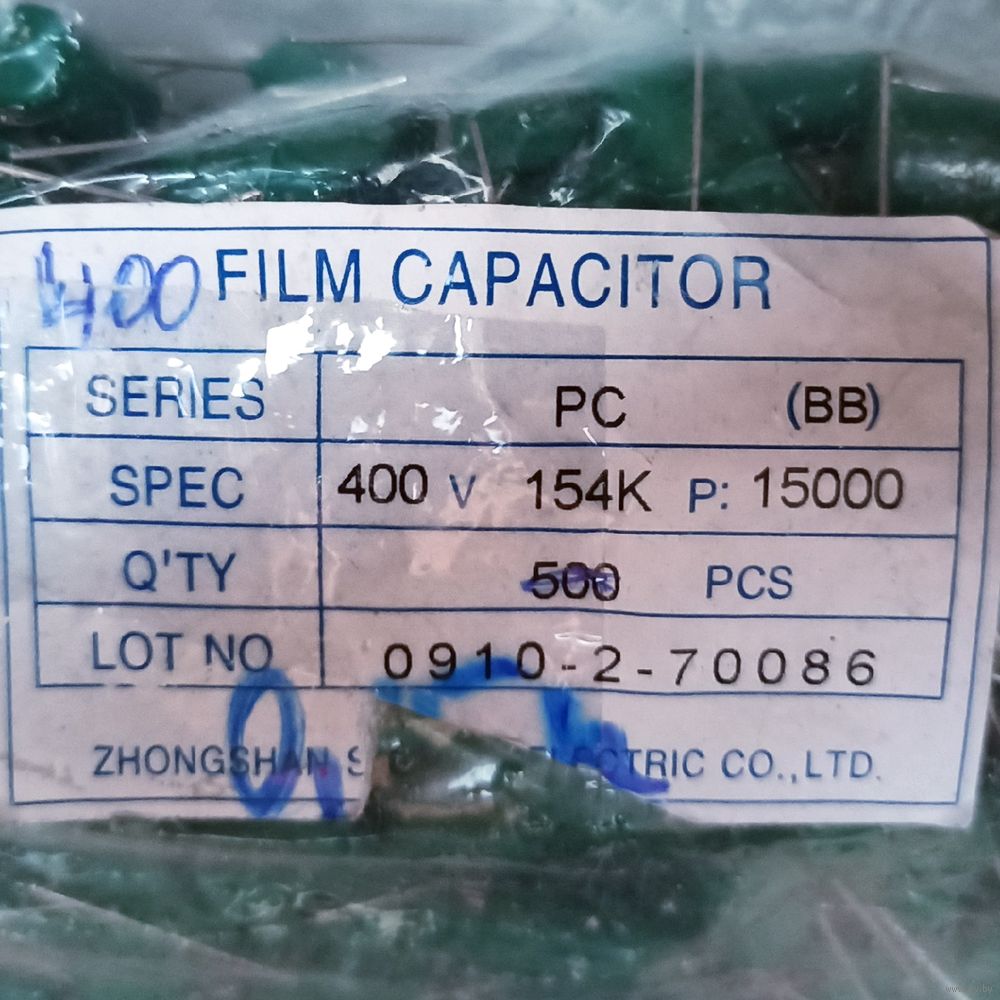 400 FILM CAPACITOR
SERIES PC (BB)
SPEC 400 V 154K P: 15000
Q'TY 500 PCS
LOT NO 0910-2-70086
ZHONGSHAN CO.,LTD.